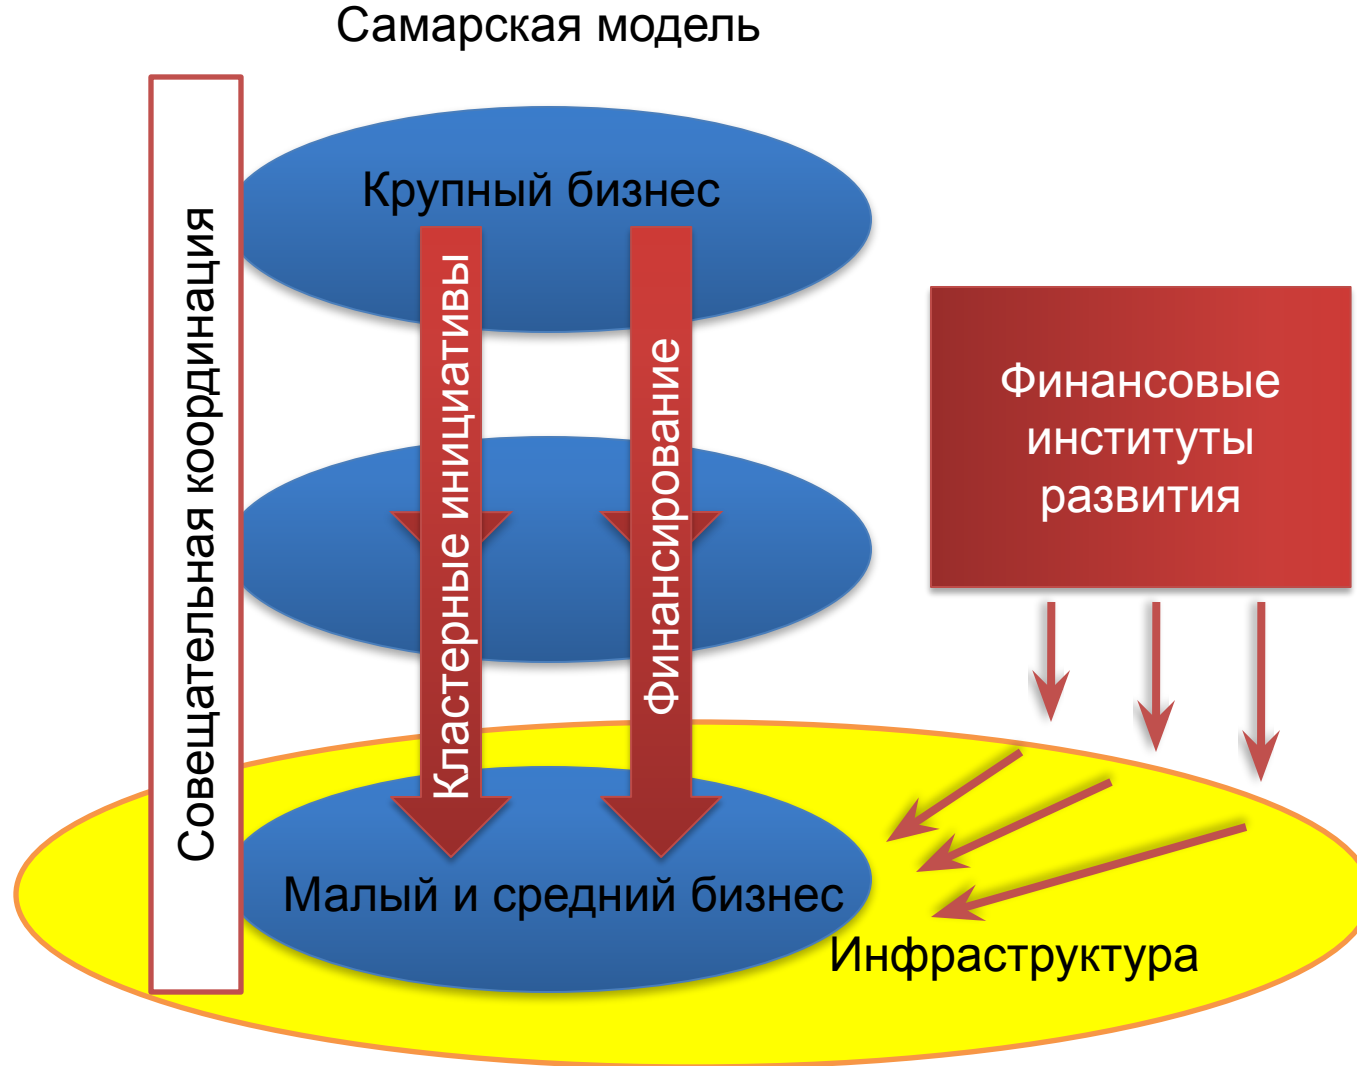 Самарская модель
Совещательная координация
Крупный бизнес
Кластерные инициативы
Финансирование
Финансовые
институты
развития
Малый и средний бизнес
Инфраструктура